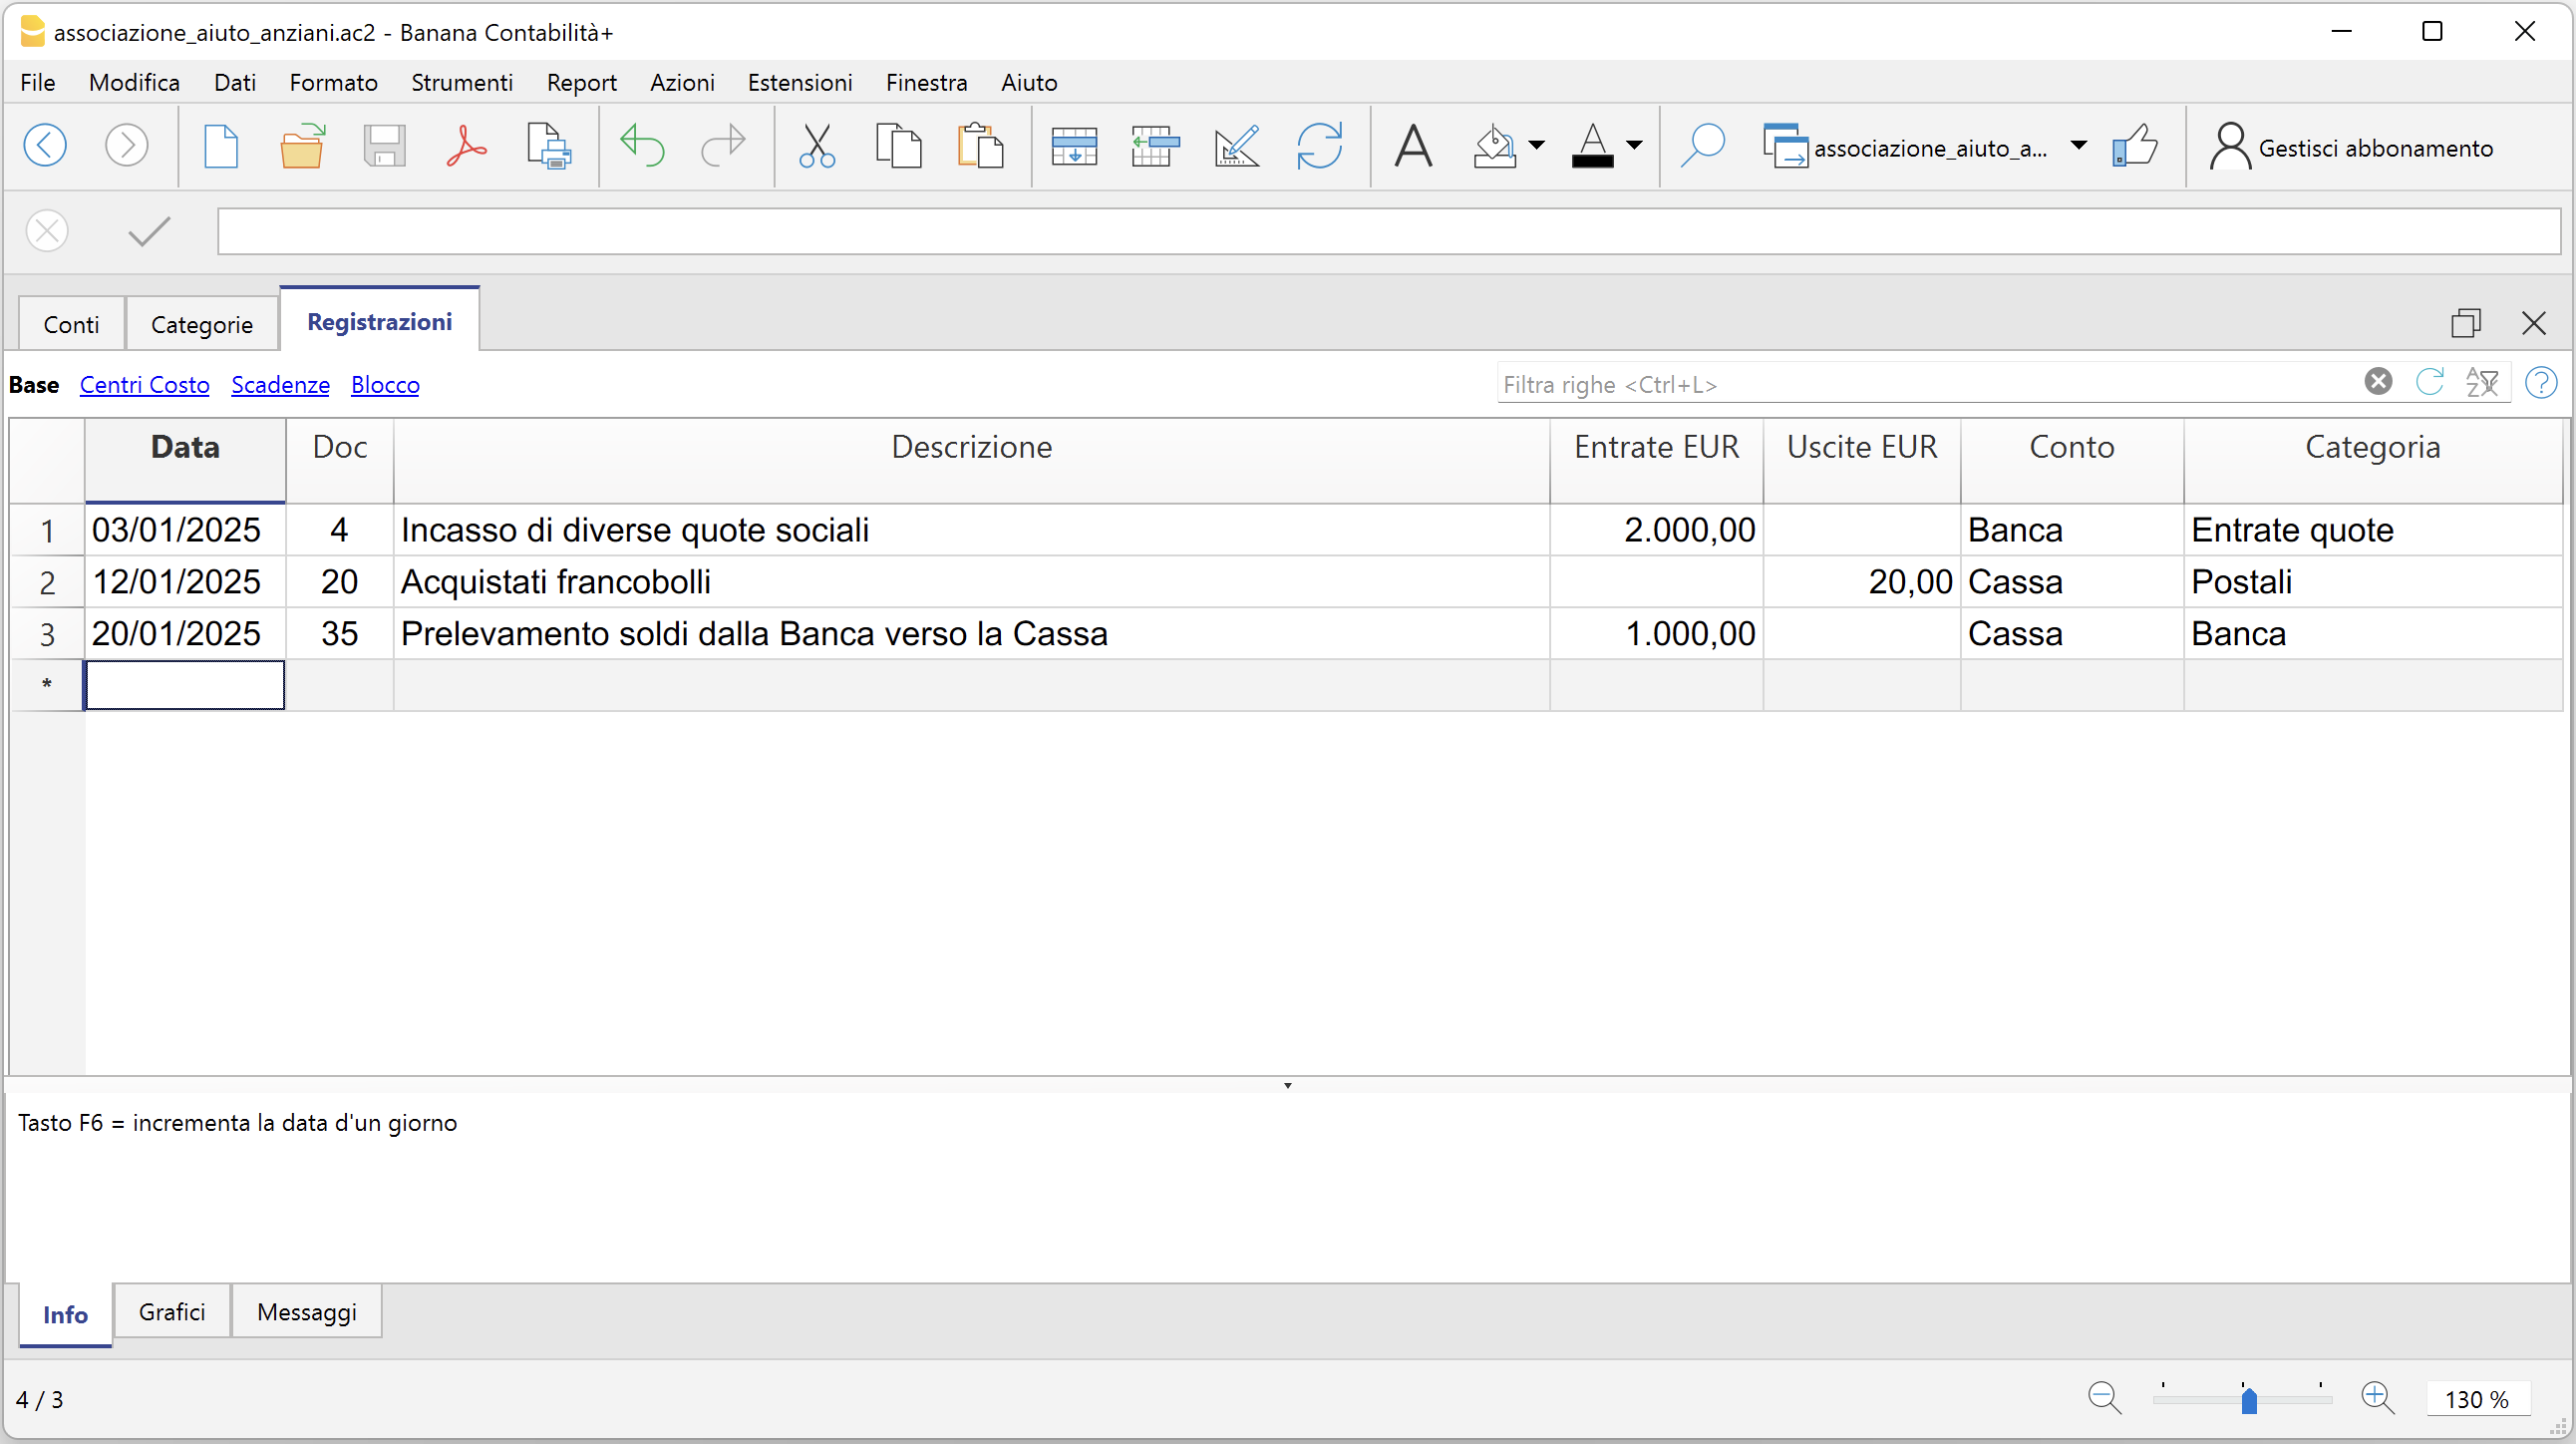 associazione_aiuto_anziani.ac2 - Banana Contabilità+
File Modifica Dati Formato Strumenti Report Azioni Estensioni Finestra Aiuto
associazione_aiuto_a... Gestisci abbonamento
Conti Categorie Registrazioni
Base Centri Costo Scadenze Blocco Filtra righe <Ctrl+L>
Data Doc Descrizione Entrate EUR Uscite EUR Conto Categoria
1 03/01/2025 4 Incasso di diverse quote sociali 2.000,00 Banca Entrate quote
2 12/01/2025 20 Acquistati francobolli 20,00 Cassa Postali
3 20/01/2025 35 Prelevamento soldi dalla Banca verso la Cassa 1.000,00 Cassa Banca
*
Tasto F6 = incrementa la data d'un giorno
Info Grafici Messaggi
4 / 3 130 %